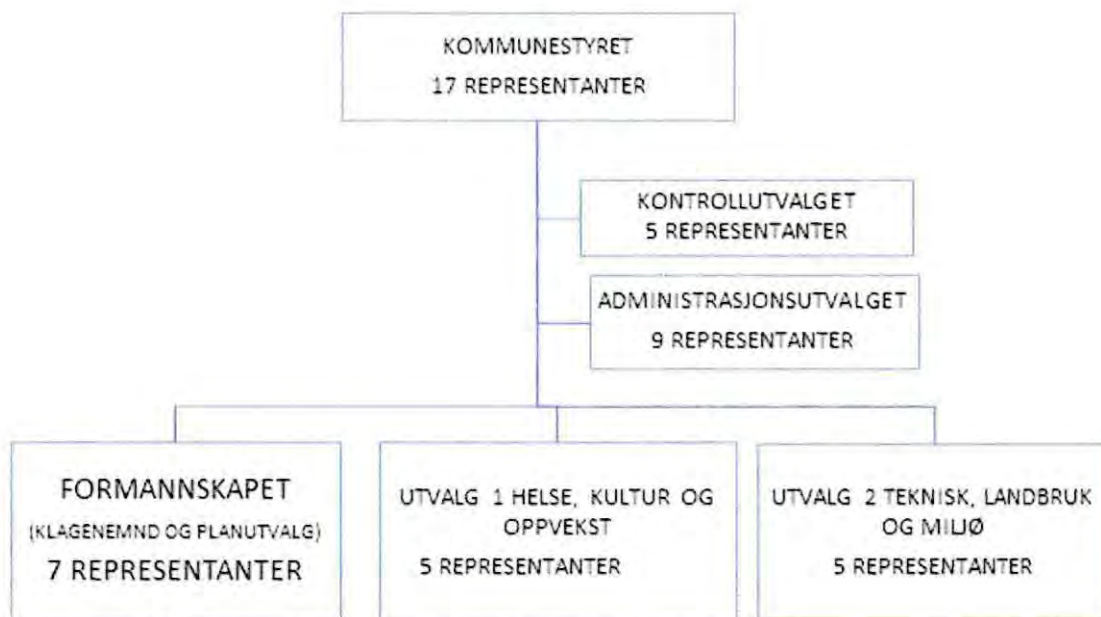 KOMMUNESTYRET
17 REPRESENTANTER
KONTROLLUTVALGET
5 REPRESENTANTER
ADMINISTRASJONSUTVALGET
9 REPRESENTANTER
FORMANNSKAPET
(KLAGENEMND OG PLANUTVALG)
7 REPRESENTANTER
UTVALG 1 HELSE, KULTUR OG
OPPVEKST
5 REPRESENTANTER
UTVALG 2 TEKNISK, LANDBRUK
OG MILJØ
5 REPRESENTANTER